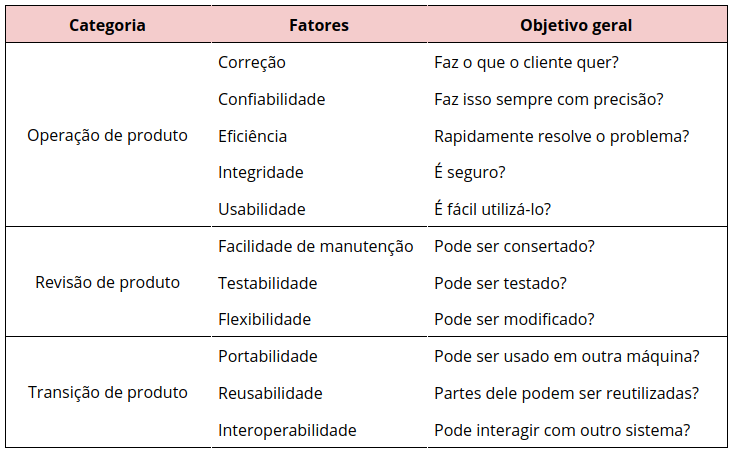 Categoria Fatores Objetivo geral
Correção Faz o que o cliente quer?
Confiabilidade Faz isso sempre com precisão?
Operação de produto Eficiência Rapidamente resolve o problema?
Integridade É seguro?
Usabilidade É fácil utilizá-lo?
Facilidade de manutenção Pode ser consertado?
Revisão de produto Testabilidade Pode ser testado?
Flexibilidade Pode ser modificado?
Portabilidade Pode ser usado em outra máquina?
Transição de produto Reusabilidade Partes dele podem ser reutilizadas?
Interoperabilidade Pode interagir com outro sistema?